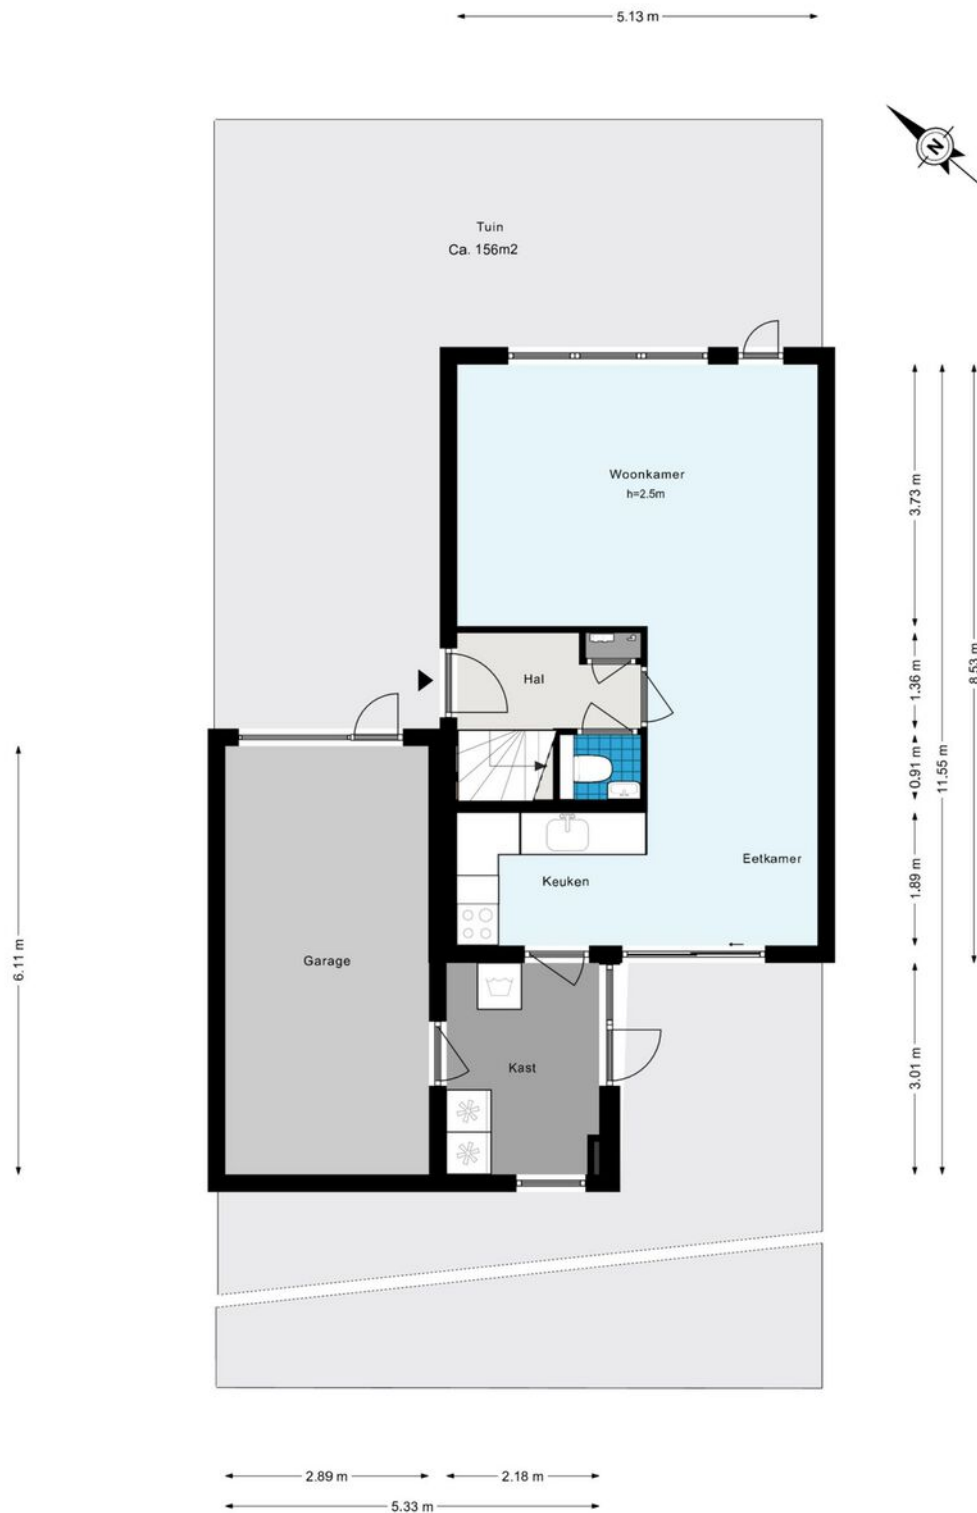 5.13 m
N
Tuin
Ca. 156m2
Woonkamer
h=2.5m
3.73 m
8.53 m
Hal
1.36 m
0.91 m
11.55 m
Eetkamer
Keuken
1.89 m
Garage
6.11 m
Kast
3.01 m
2.89 m
2.18 m
5.33 m